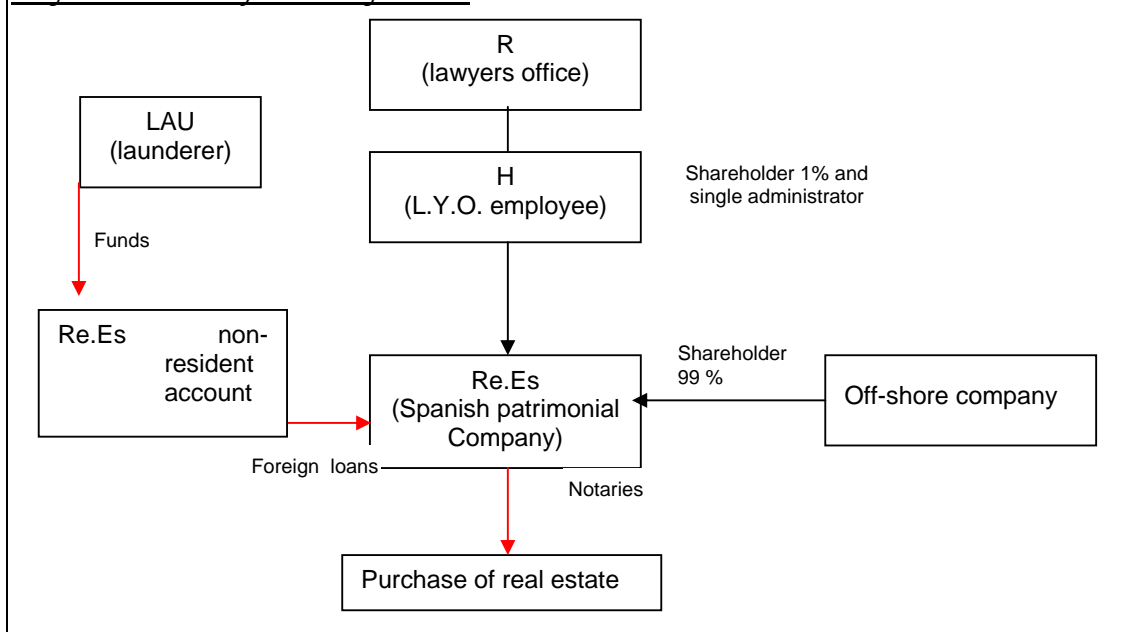 R
(lawyers office)
LAU
(launderer)
H
(L.Y.O. employee)
Shareholder 1% and
single administrator
Funds
Re.Es non-
resident
account
Shareholder
99 %
Re.Es
(Spanish patrimonial
Company)
Off-shore company
Foreign loans
Notaries
Purchase of real estate